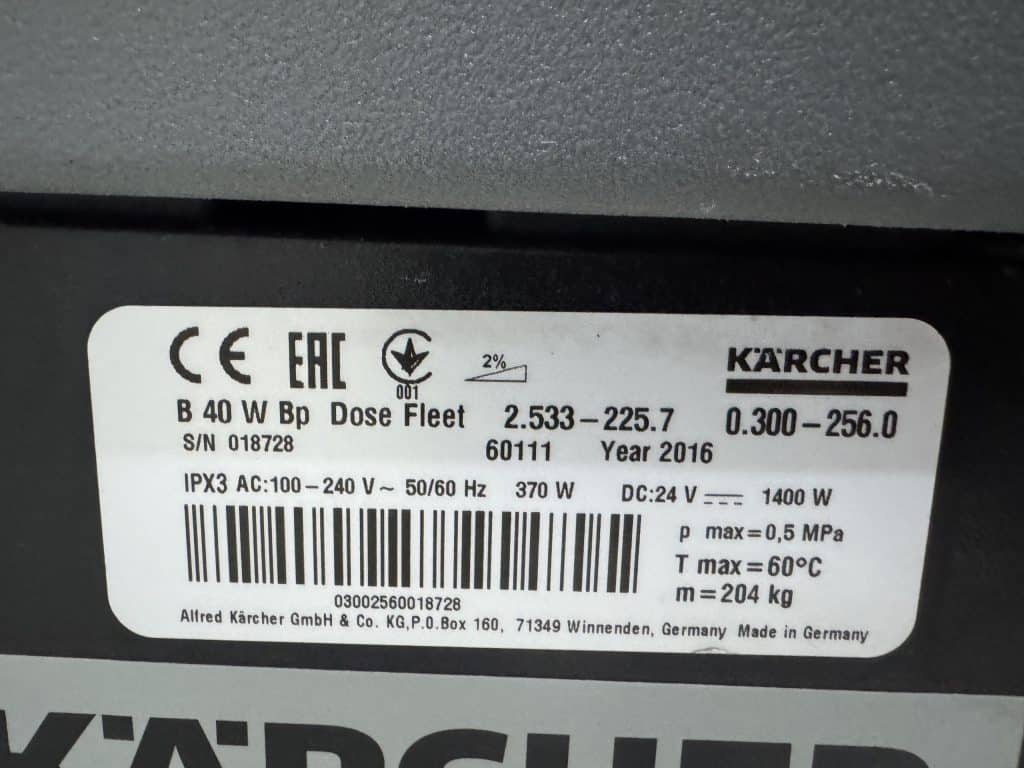 CE EAC 001 2% KÄRCHER
B 40 W Bp Dose Fleet 2.533-225.7 0.300-256.0
S/N 018728 60111 Year 2016
IPX3 AC:100-240 V~ 50/60 Hz 370 W DC:24 V 1400 W
p max=0,5 MPa
T max=60°C
m=204 kg
03002560018728
Alfred Kärcher GmbH & Co. KG,P.O.Box 160, 71349 Winnenden, Germany Made in Germany
KÄRCHER